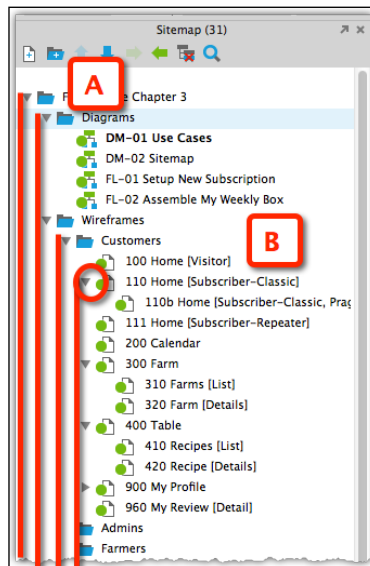 Sitemap (31)
A
F e Chapter 3
Diagrams
DM-01 Use Cases
DM-02 Sitemap
FL-01 Setup New Subscription
FL-02 Assemble My Weekly Box
Wireframes
Customers
B
100 Home [Visitor]
110 Home [Subscriber-Classic]
110b Home [Subscriber-Classic, Prag
111 Home [Subscriber-Repeater]
200 Calendar
300 Farm
310 Farms [List]
320 Farm [Details]
400 Table
410 Recipes [List]
420 Recipe [Details]
900 My Profile
960 My Review [Detail]
Admins
Farmers